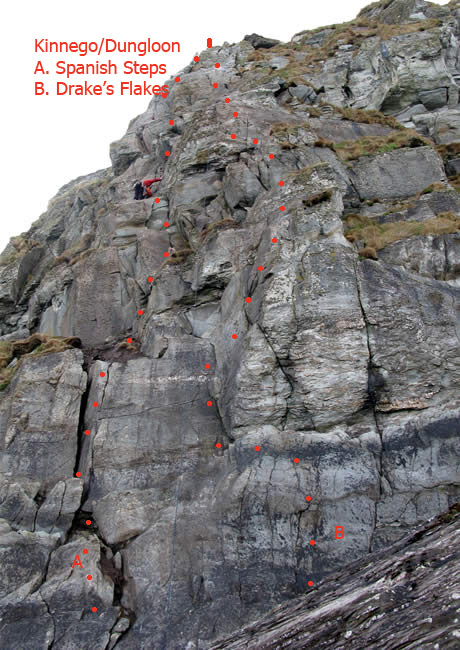 Kinnego/Dungloon
A. Spanish Steps
B. Drake's Flakes
B
A